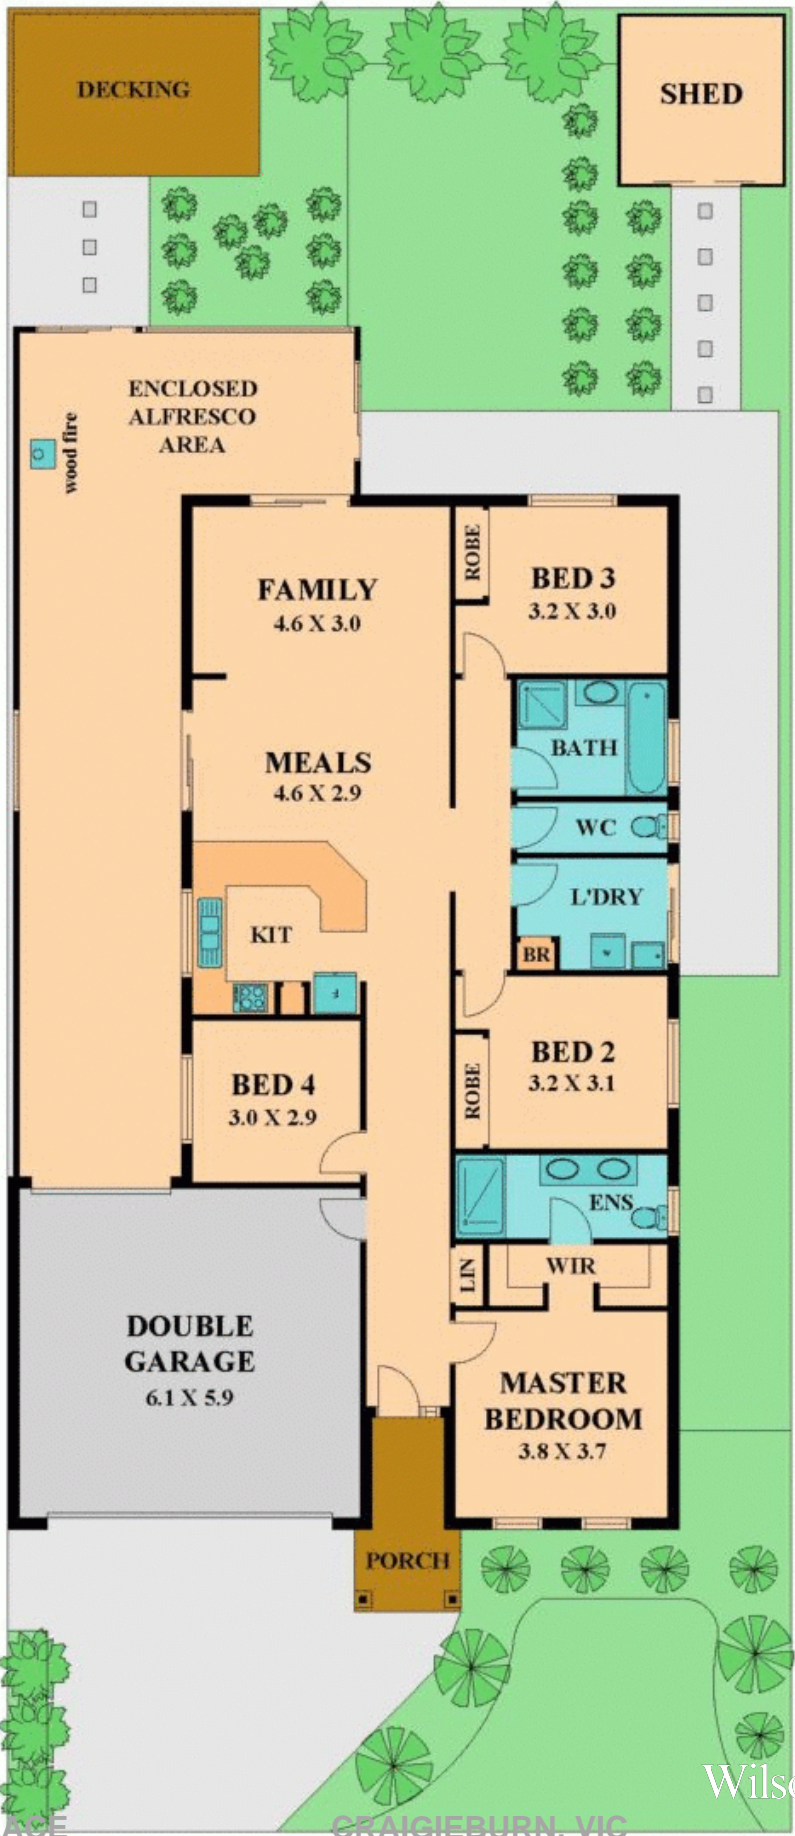 DECKING
SHED
ENCLOSED
ALFRESCO
AREA
wood fire
ROBE
BED 3
3.2 X 3.0
FAMILY
4.6 X 3.0
BATH
MEALS
4.6 X 2.9
WC
L'DRY
KIT
BR
F
BED 2
3.2 X 3.1
ROBE
BED 4
3.0 X 2.9
ENS
LIN
WIR
DOUBLE
GARAGE
6.1 X 5.9
MASTER
BEDROOM
3.8 X 3.7
PORCH
CRAIGIEBURN, VIC